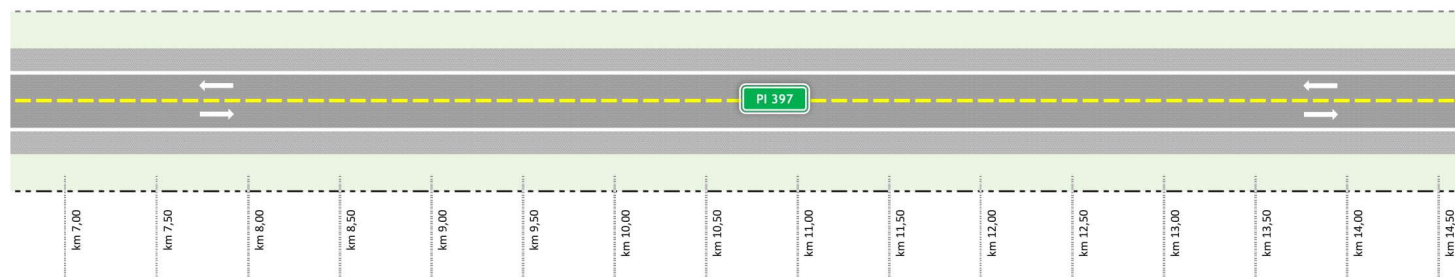 PI 397
km 7,00
km 7,50
km 8,00
km 8,50
km 9,00
km 9,50
km 10,00
km 10,50
km 11,00
km 11,50
km 12,00
km 12,50
km 13,00
km 13,50
km 14,00
km 14,50